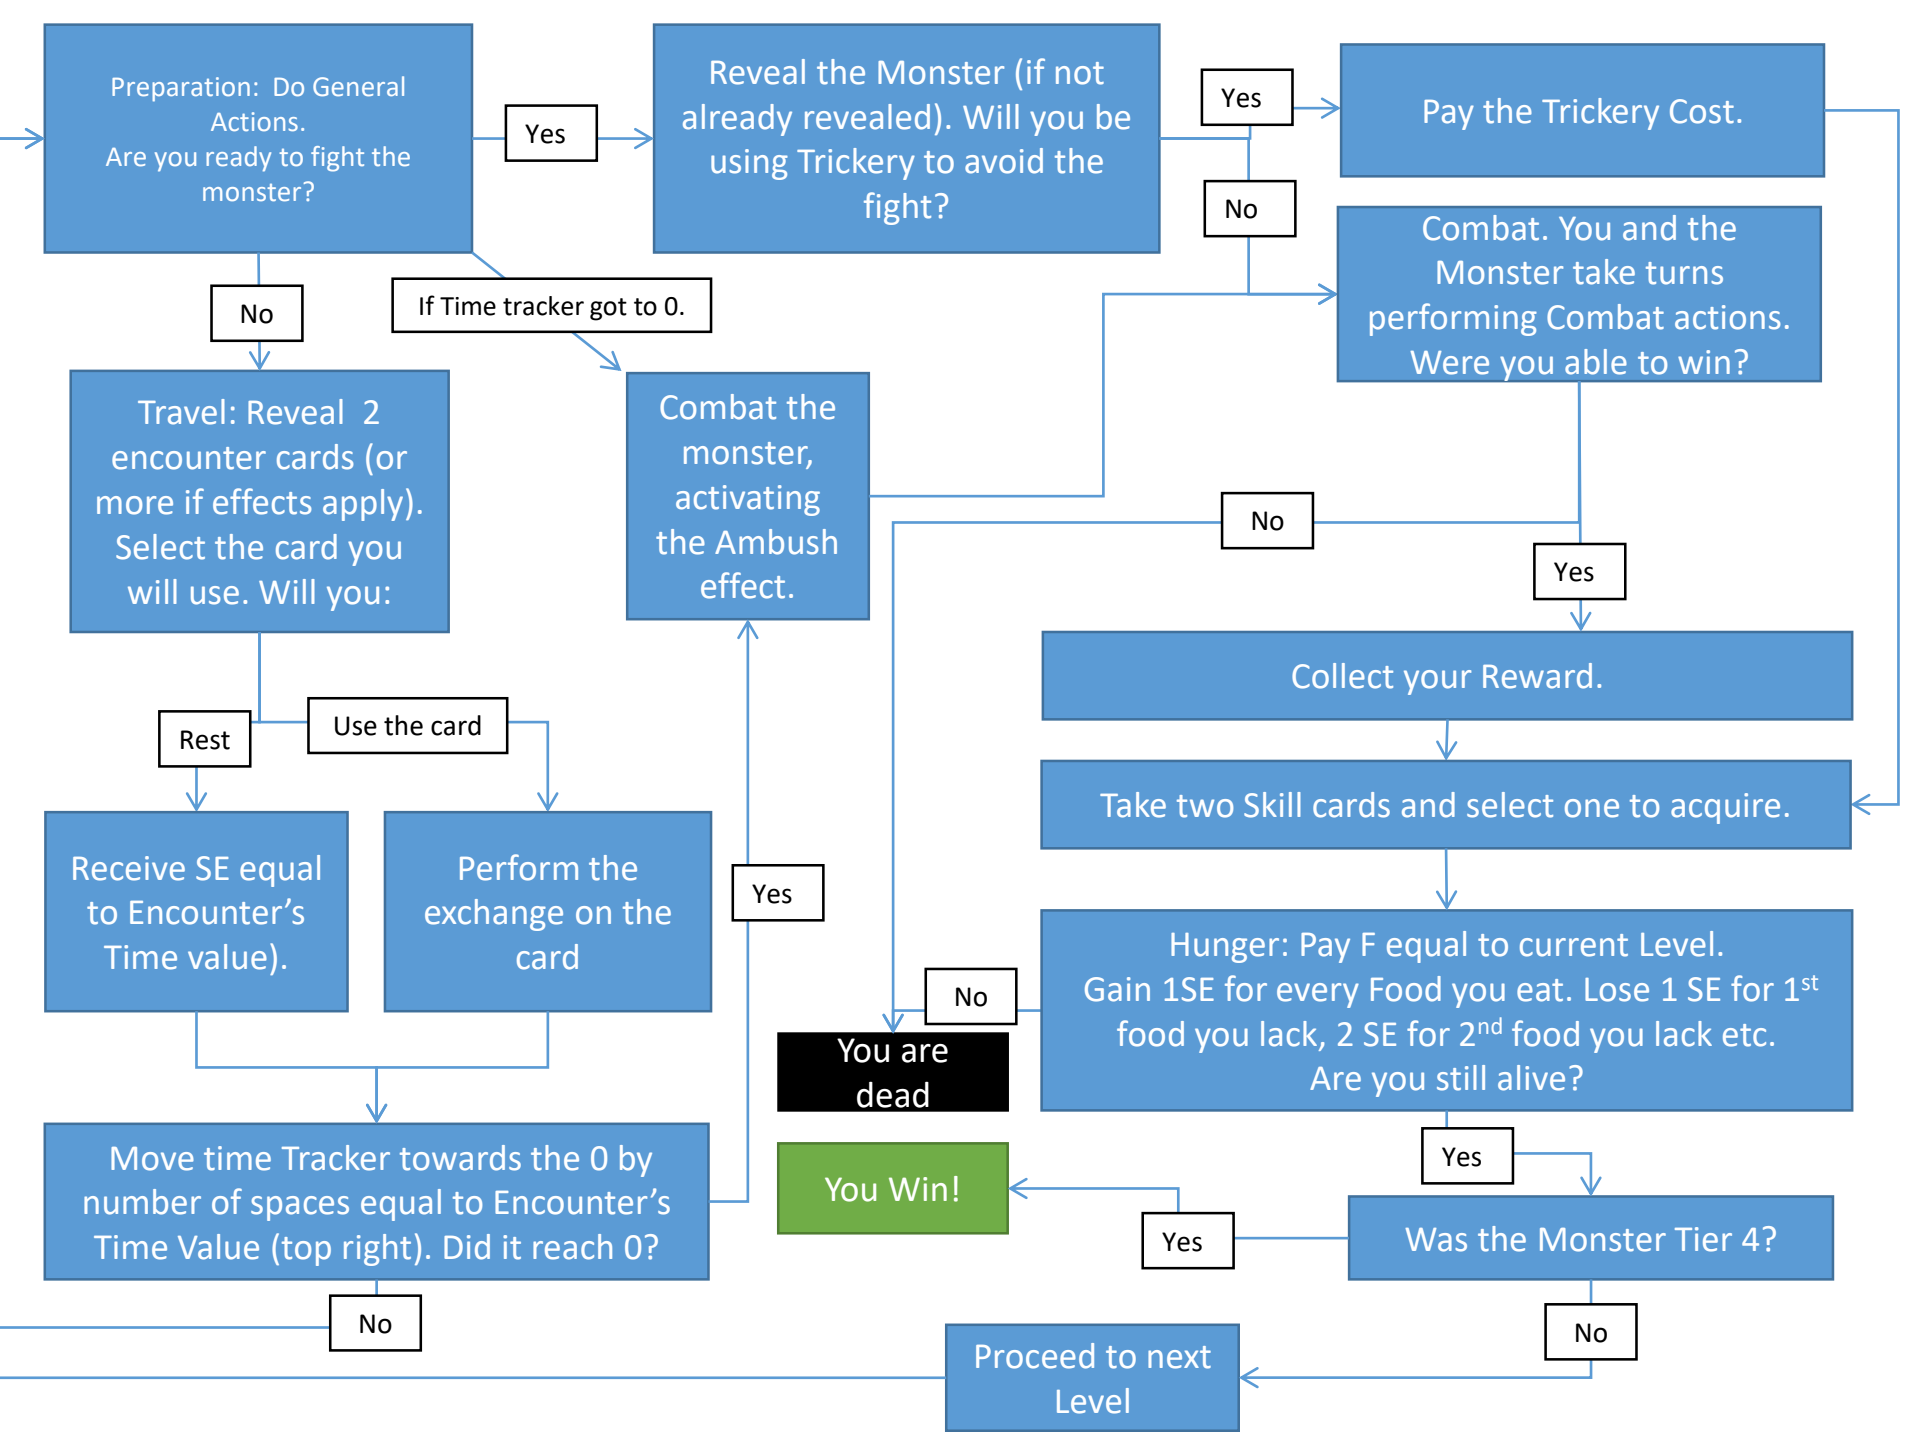 Preparation:  Do General
Actions.
Are you ready to fight the
monster?
Yes
Reveal the Monster (if not
already revealed). Will you be
using Trickery to avoid the
fight?
Yes
Pay the Trickery Cost.
No
Combat. You and the
Monster take turns
performing Combat actions.
Were you able to win?
No
If Time tracker got to 0.
Travel: Reveal  2
encounter cards (or
more if effects apply).
Select the card you
will use. Will you:
Combat the
monster,
activating
the Ambush
effect.
No
Yes
Collect your Reward.
Rest
Use the card
Take two Skill cards and select one to acquire.
Receive SE equal
to Encounter’s
Time value).
Perform the
exchange on the
card
Yes
Hunger: Pay F equal to current Level.
Gain 1SE for every Food you eat. Lose 1 SE for 1st
food you lack, 2 SE for 2nd food you lack etc.
Are you still alive?
No
You are
dead
Move time Tracker towards the 0 by
number of spaces equal to Encounter’s
Time Value (top right). Did it reach 0?
Yes
You Win!
Yes
Was the Monster Tier 4?
No
No
Proceed to next
Level